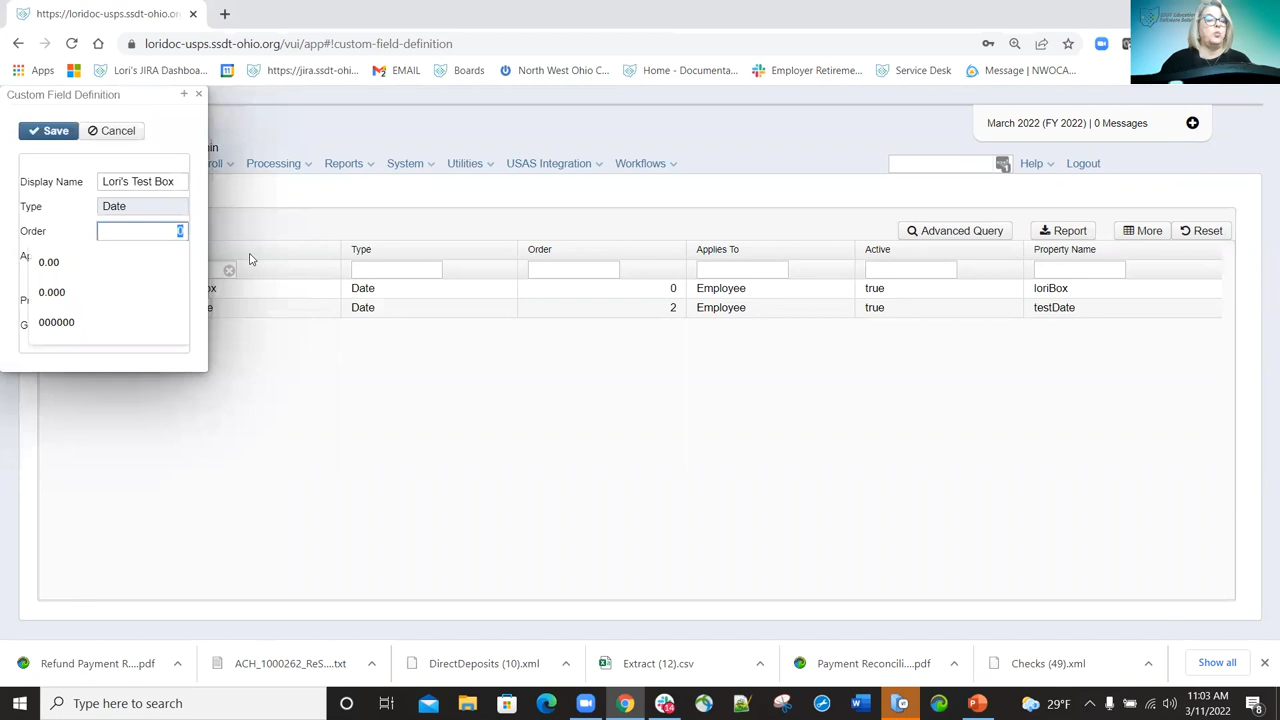 https://loridoc-usps.ssdt-ohio.org/
loridoc-usps.ssdt-ohio.org/vui/app#!custom-field-definition
Apps
Lori's JIRA Dashboa...
https://jira.ssdt-ohi...
EMAIL
Boards
North West Ohio C...
Home - Documenta...
Employer Retireme...
Service Desk
Message | NWOCA...
Custom Field Definition
March 2022 (FY 2022) | 0 Messages
Save
Cancel
Processing
Reports
System
Utilities
USAS Integration
Workflows
Help
Logout
Display Name
Lori's Test Box
Type
Date
Order
0
0.00
0.000
000000
Advanced Query
Report
More
Reset
Type
Order
Applies To
Active
Property Name
Date
0
Employee
true
loriBox
Date
2
Employee
true
testDate
Refund Payment R....pdf
ACH_1000262_ReS....txt
DirectDeposits (10).xml
Extract (12).csv
Payment Reconcili....pdf
Checks (49).xml
Show all
Type here to search
14
29°F
11:03 AM
3/11/2022
8